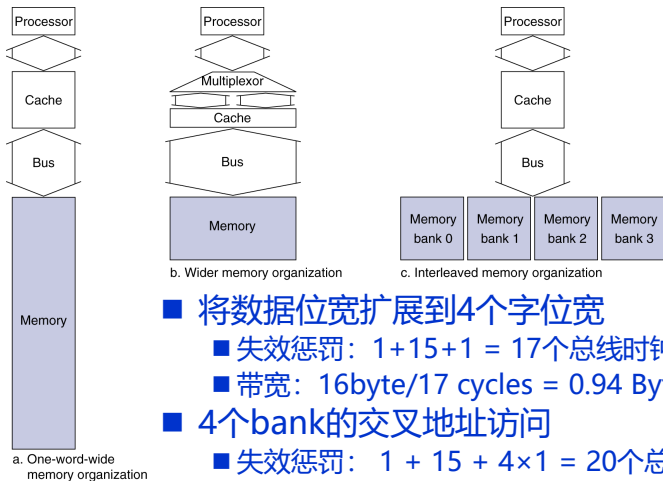 Processor
Cache
Bus
Memory
a. One-word-wide
memory organization
Processor
Multiplexor
Cache
Bus
Memory
b. Wider memory organization
Processor
Cache
Bus
Memory
bank 0
Memory
bank 1
Memory
bank 2
Memory
bank 3
c. Interleaved memory organization
■ 将数据位宽扩展到4个字位宽
■ 失效惩罚：1+15+1 = 17个总线时钟
■ 带宽：16byte/17 cycles = 0.94 By
■ 4个bank的交叉地址访问
■ 失效惩罚： 1 + 15 + 4×1 = 20个总